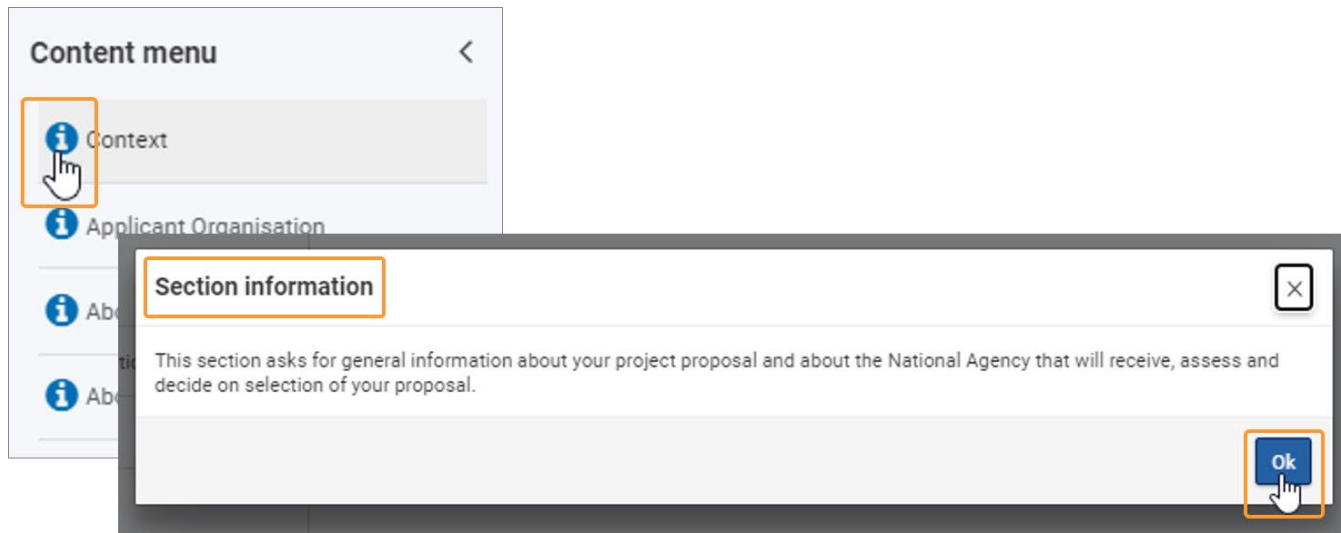 Content menu
Context
Applicant Organisation
Section information
This section asks for general information about your project proposal and about the National Agency that will receive, assess and
decide on selection of your proposal.
Ok